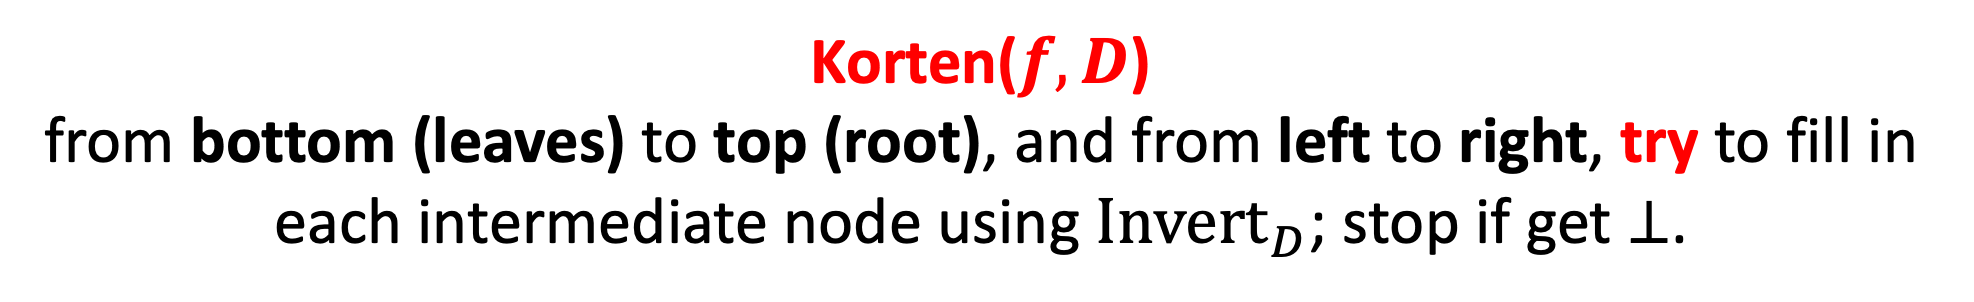 Korten(f, D)
from bottom (leaves) to top (root), and from left to right, try to fill in
each intermediate node using Invert_D; stop if get ⊥.